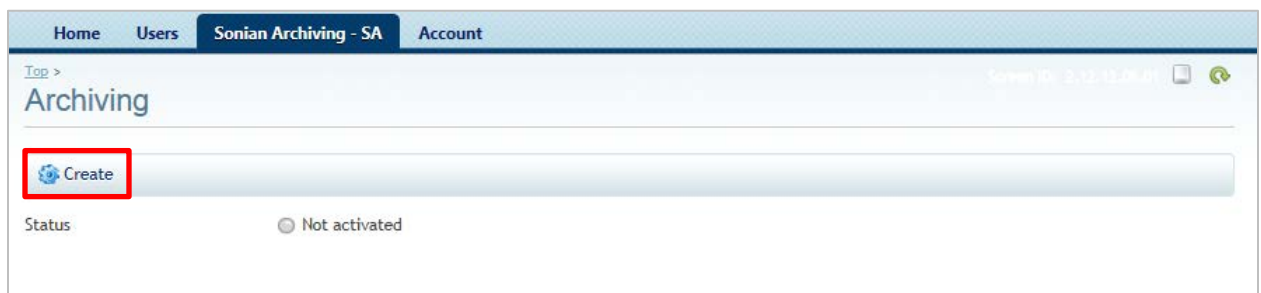 Home Users Sonian Archiving - SA Account
Top >
Archiving
Create
Status Not activated